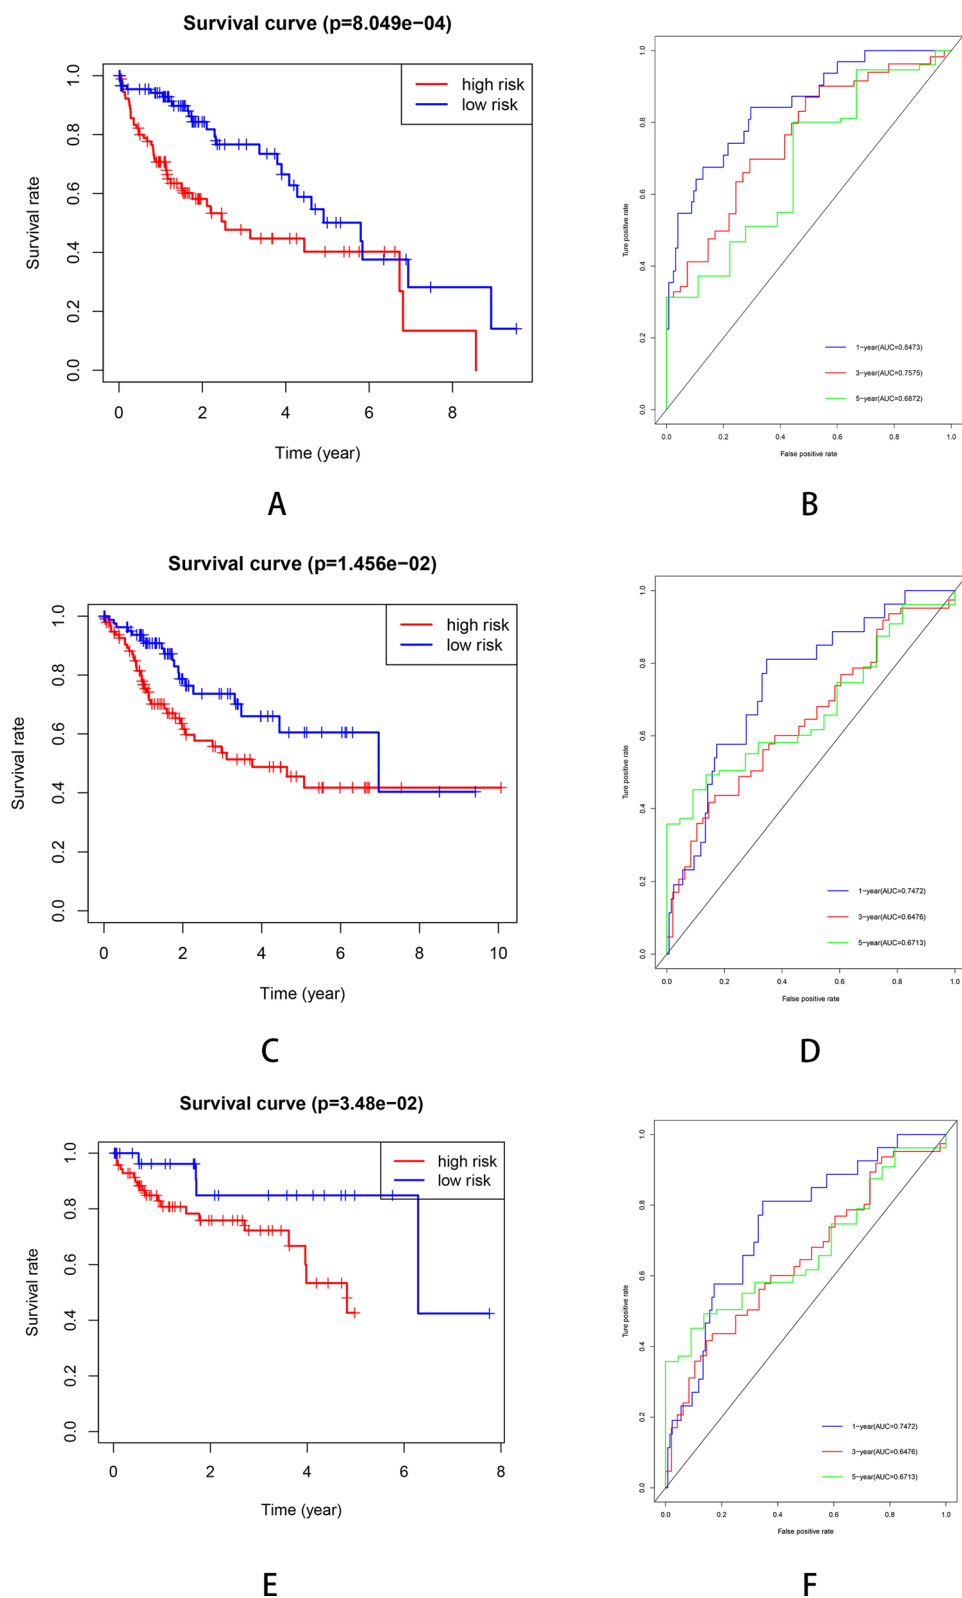 Survival curve (p=8.049e−04)
high risk
low risk
Survival rate
0.0 0.2 0.4 0.6 0.8 1.0
0 2 4 6 8
Time (year)
A
Ture positive rate
0.0 0.2 0.4 0.6 0.8 1.0
1−year(AUC=0.8473)
3−year(AUC=0.7575)
5−year(AUC=0.6872)
0.0 0.2 0.4 0.6 0.8 1.0
False positive rate
B
Survival curve (p=1.456e−02)
high risk
low risk
Survival rate
0.0 0.2 0.4 0.6 0.8 1.0
0 2 4 6 8 10
Time (year)
C
Ture positive rate
0.0 0.2 0.4 0.6 0.8 1.0
1−year(AUC=0.7472)
3−year(AUC=0.6476)
5−year(AUC=0.6713)
0.0 0.2 0.4 0.6 0.8 1.0
False positive rate
D
Survival curve (p=3.48e−02)
high risk
low risk
Survival rate
0.0 0.2 0.4 0.6 0.8 1.0
0 2 4 6 8
Time (year)
E
Ture positive rate
0.0 0.2 0.4 0.6 0.8 1.0
1−year(AUC=0.7472)
3−year(AUC=0.6476)
5−year(AUC=0.6713)
0.0 0.2 0.4 0.6 0.8 1.0
False positive rate
F